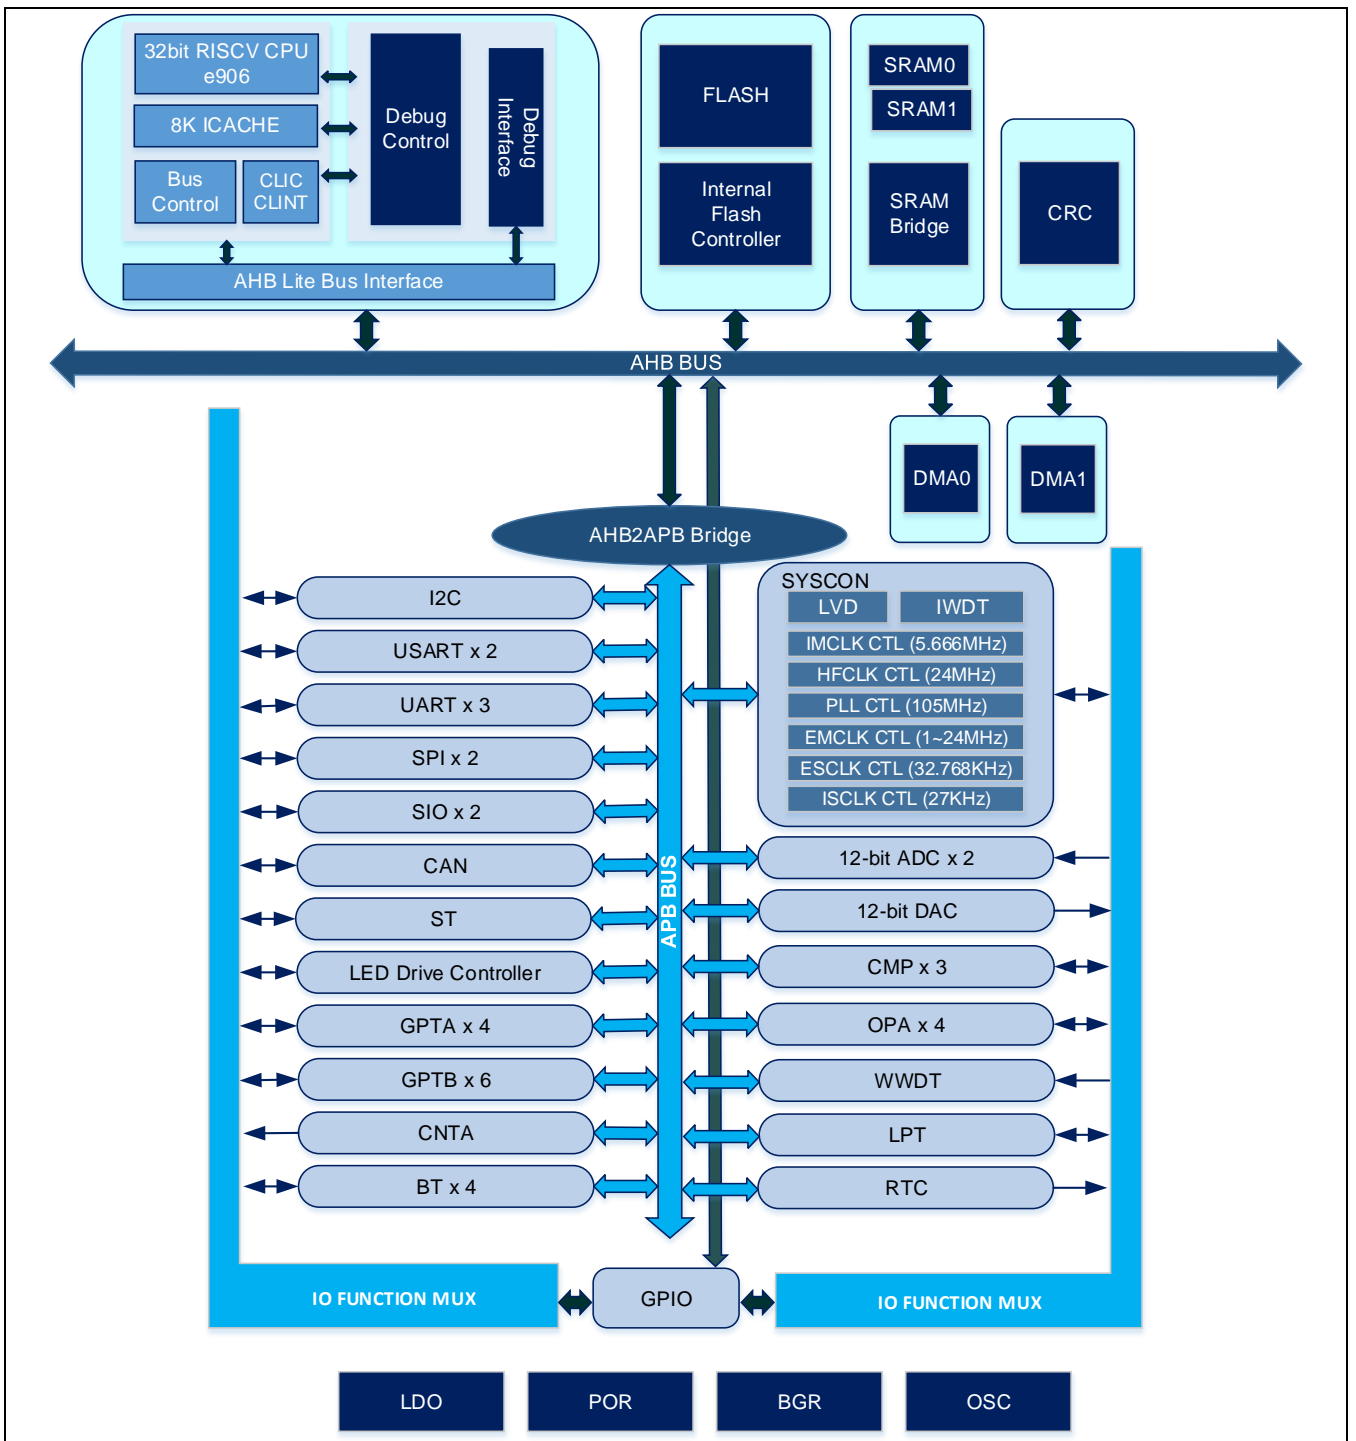 32bit RISCV CPU
e906
8K ICACHE
Bus
Control
CLIC
CLINT
Debug
Control
Debug
Interface
AHB Lite Bus Interface
FLASH
Internal
Flash
Controller
SRAM0
SRAM1
SRAM
Bridge
CRC
AHB BUS
DMA0
DMA1
AHB2APB Bridge
I2C
USART x 2
UART x 3
SPI x 2
SIO x 2
CAN
ST
LED Drive Controller
GPTA x 4
GPTB x 6
CNTA
BT x 4
APB BUS
SYSCON
LVD
IWDT
IMCLK CTL (5.666MHz)
HFCLK CTL (24MHz)
PLL CTL (105MHz)
EMCLK CTL (1~24MHz)
ESCLK CTL (32.768KHz)
ISCLK CTL (27KHz)
12-bit ADC x 2
12-bit DAC
CMP x 3
OPA x 4
WWDT
LPT
RTC
IO FUNCTION MUX
GPIO
IO FUNCTION MUX
LDO
POR
BGR
OSC